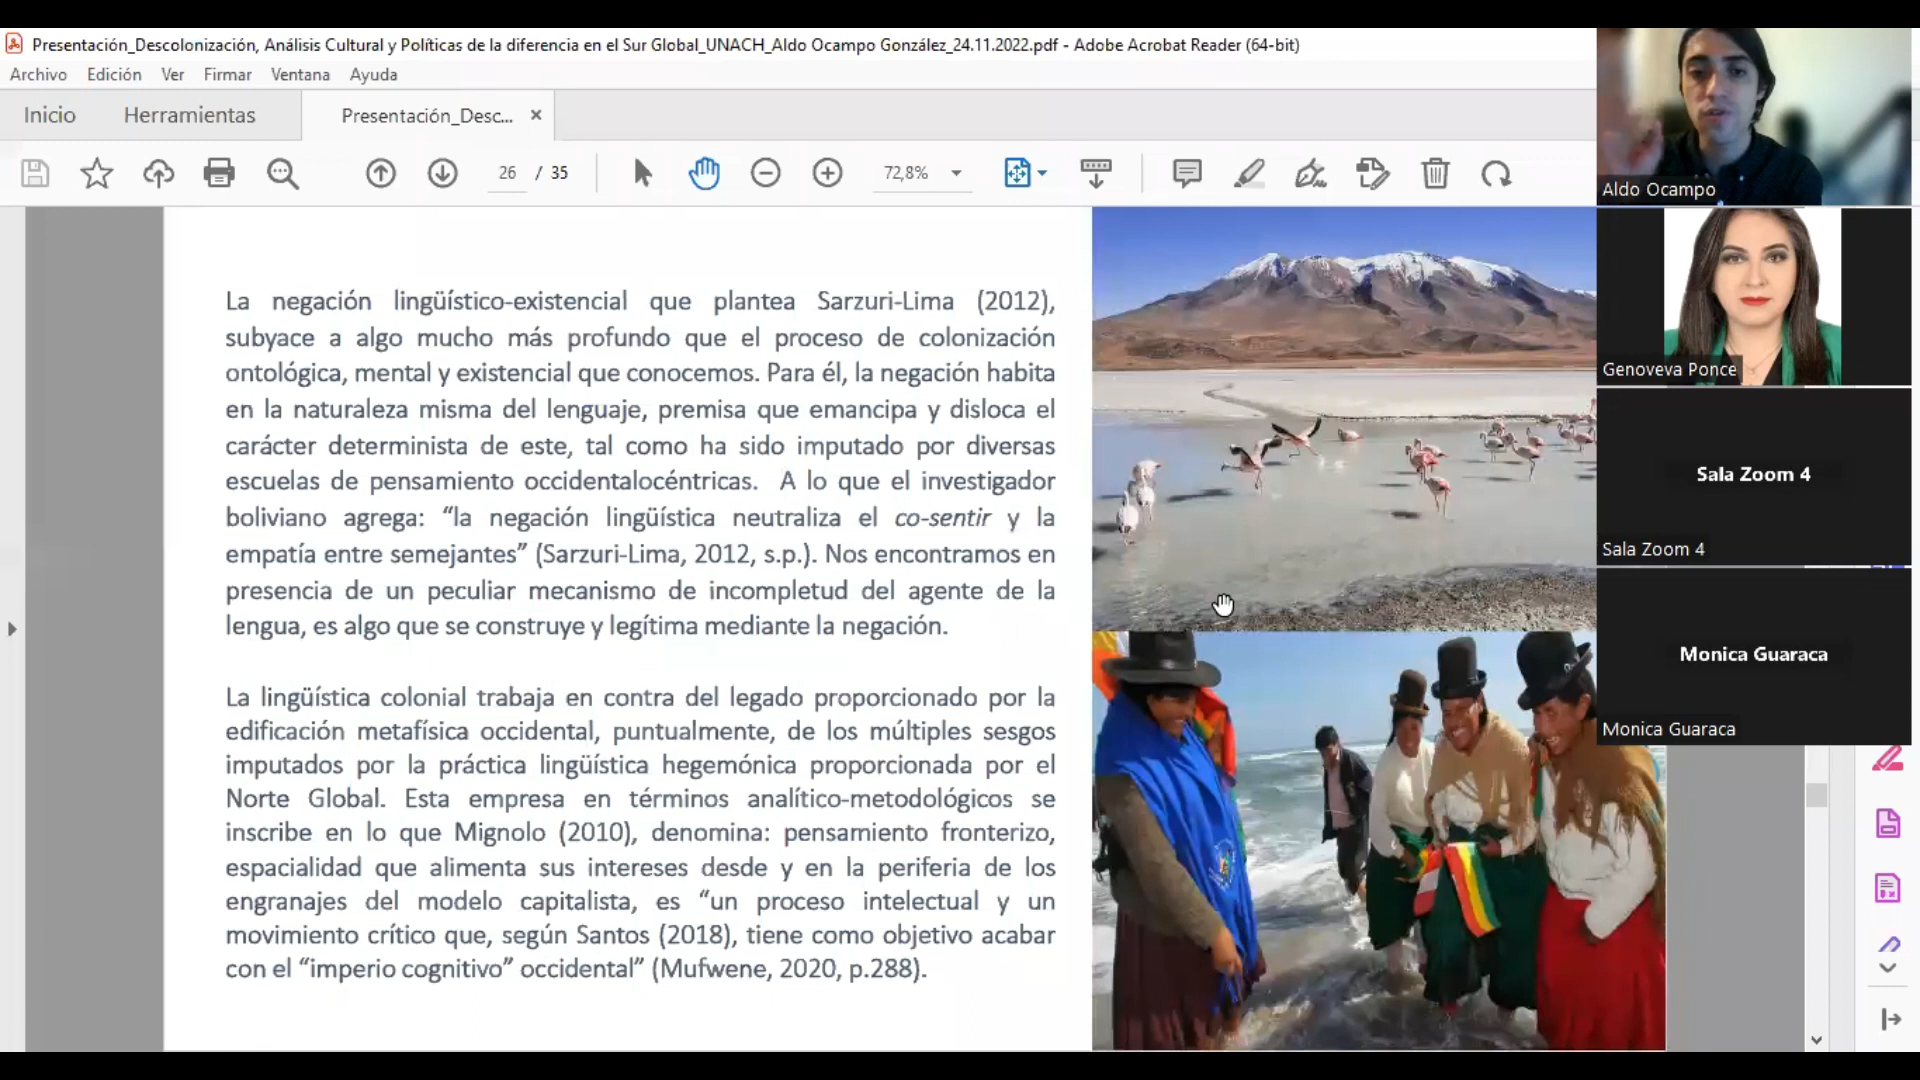 Presentación_Descolonización, Análisis Cultural y Políticas de la diferencia en el Sur Global_UNACH_Aldo Ocampo González_24.11.2022.pdf - Adobe Acrobat Reader (64-bit)
Archivo Edición Ver Firmar Ventana Ayuda
Inicio Herramientas Presentación_Desc... ×
26 / 35 72,8%
La negación lingüístico-existencial que plantea Sarzuri-Lima (2012),
subyace a algo mucho más profundo que el proceso de colonización
ontológica, mental y existencial que conocemos. Para él, la negación habita
en la naturaleza misma del lenguaje, premisa que emancipa y disloca el
carácter determinista de este, tal como ha sido imputado por diversas
escuelas de pensamiento occidentalocéntricas. A lo que el investigador
boliviano agrega: “la negación lingüística neutraliza el co-sentir y la
empatía entre semejantes” (Sarzuri-Lima, 2012, s.p.). Nos encontramos en
presencia de un peculiar mecanismo de incompletud del agente de la
lengua, es algo que se construye y legítima mediante la negación.
La lingüística colonial trabaja en contra del legado proporcionado por la
edificación metafísica occidental, puntualmente, de los múltiples sesgos
imputados por la práctica lingüística hegemónica proporcionada por el
Norte Global. Esta empresa en términos analítico-metodológicos se
inscribe en lo que Mignolo (2010), denomina: pensamiento fronterizo,
espacialidad que alimenta sus intereses desde y en la periferia de los
engranajes del modelo capitalista, es “un proceso intelectual y un
movimiento crítico que, según Santos (2018), tiene como objetivo acabar
con el “imperio cognitivo” occidental” (Mufwene, 2020, p.288).
Aldo Ocampo
Genoveva Ponce
Sala Zoom 4
Sala Zoom 4
Monica Guaraca
Monica Guaraca